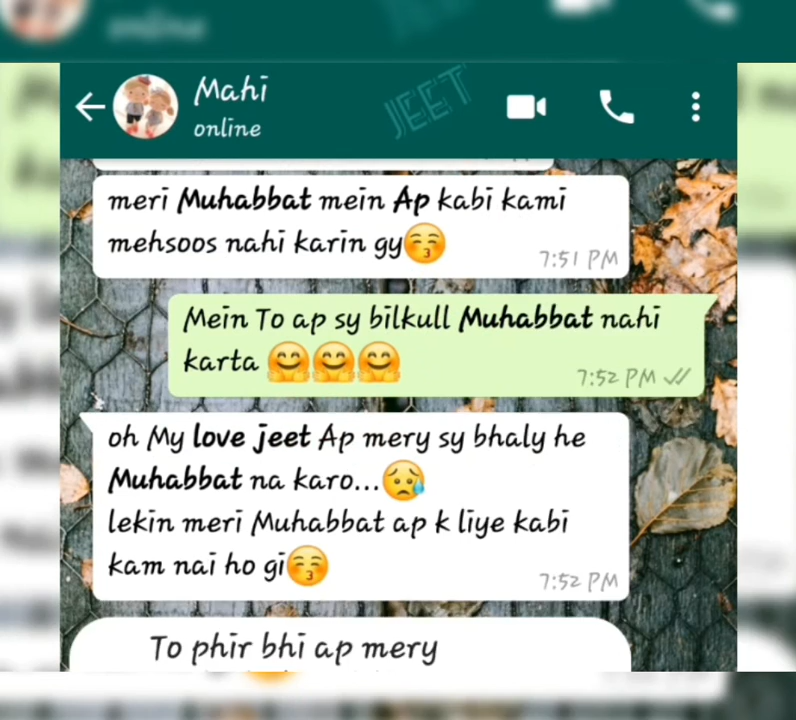 online
Mahi
online
JEET
meri Muhabbat mein Ap kabi kami
mehsoos nahi karin gy😚
7:51 PM
Mein To ap sy bilkull Muhabbat nahi
karta 🤗🤗🤗
7:52 PM
oh My love jeet Ap mery sy bhaly he
Muhabbat na karo...😥
lekin meri Muhabbat ap k liye kabi
kam nai ho gi😚
7:52 PM
To phir bhi ap mery